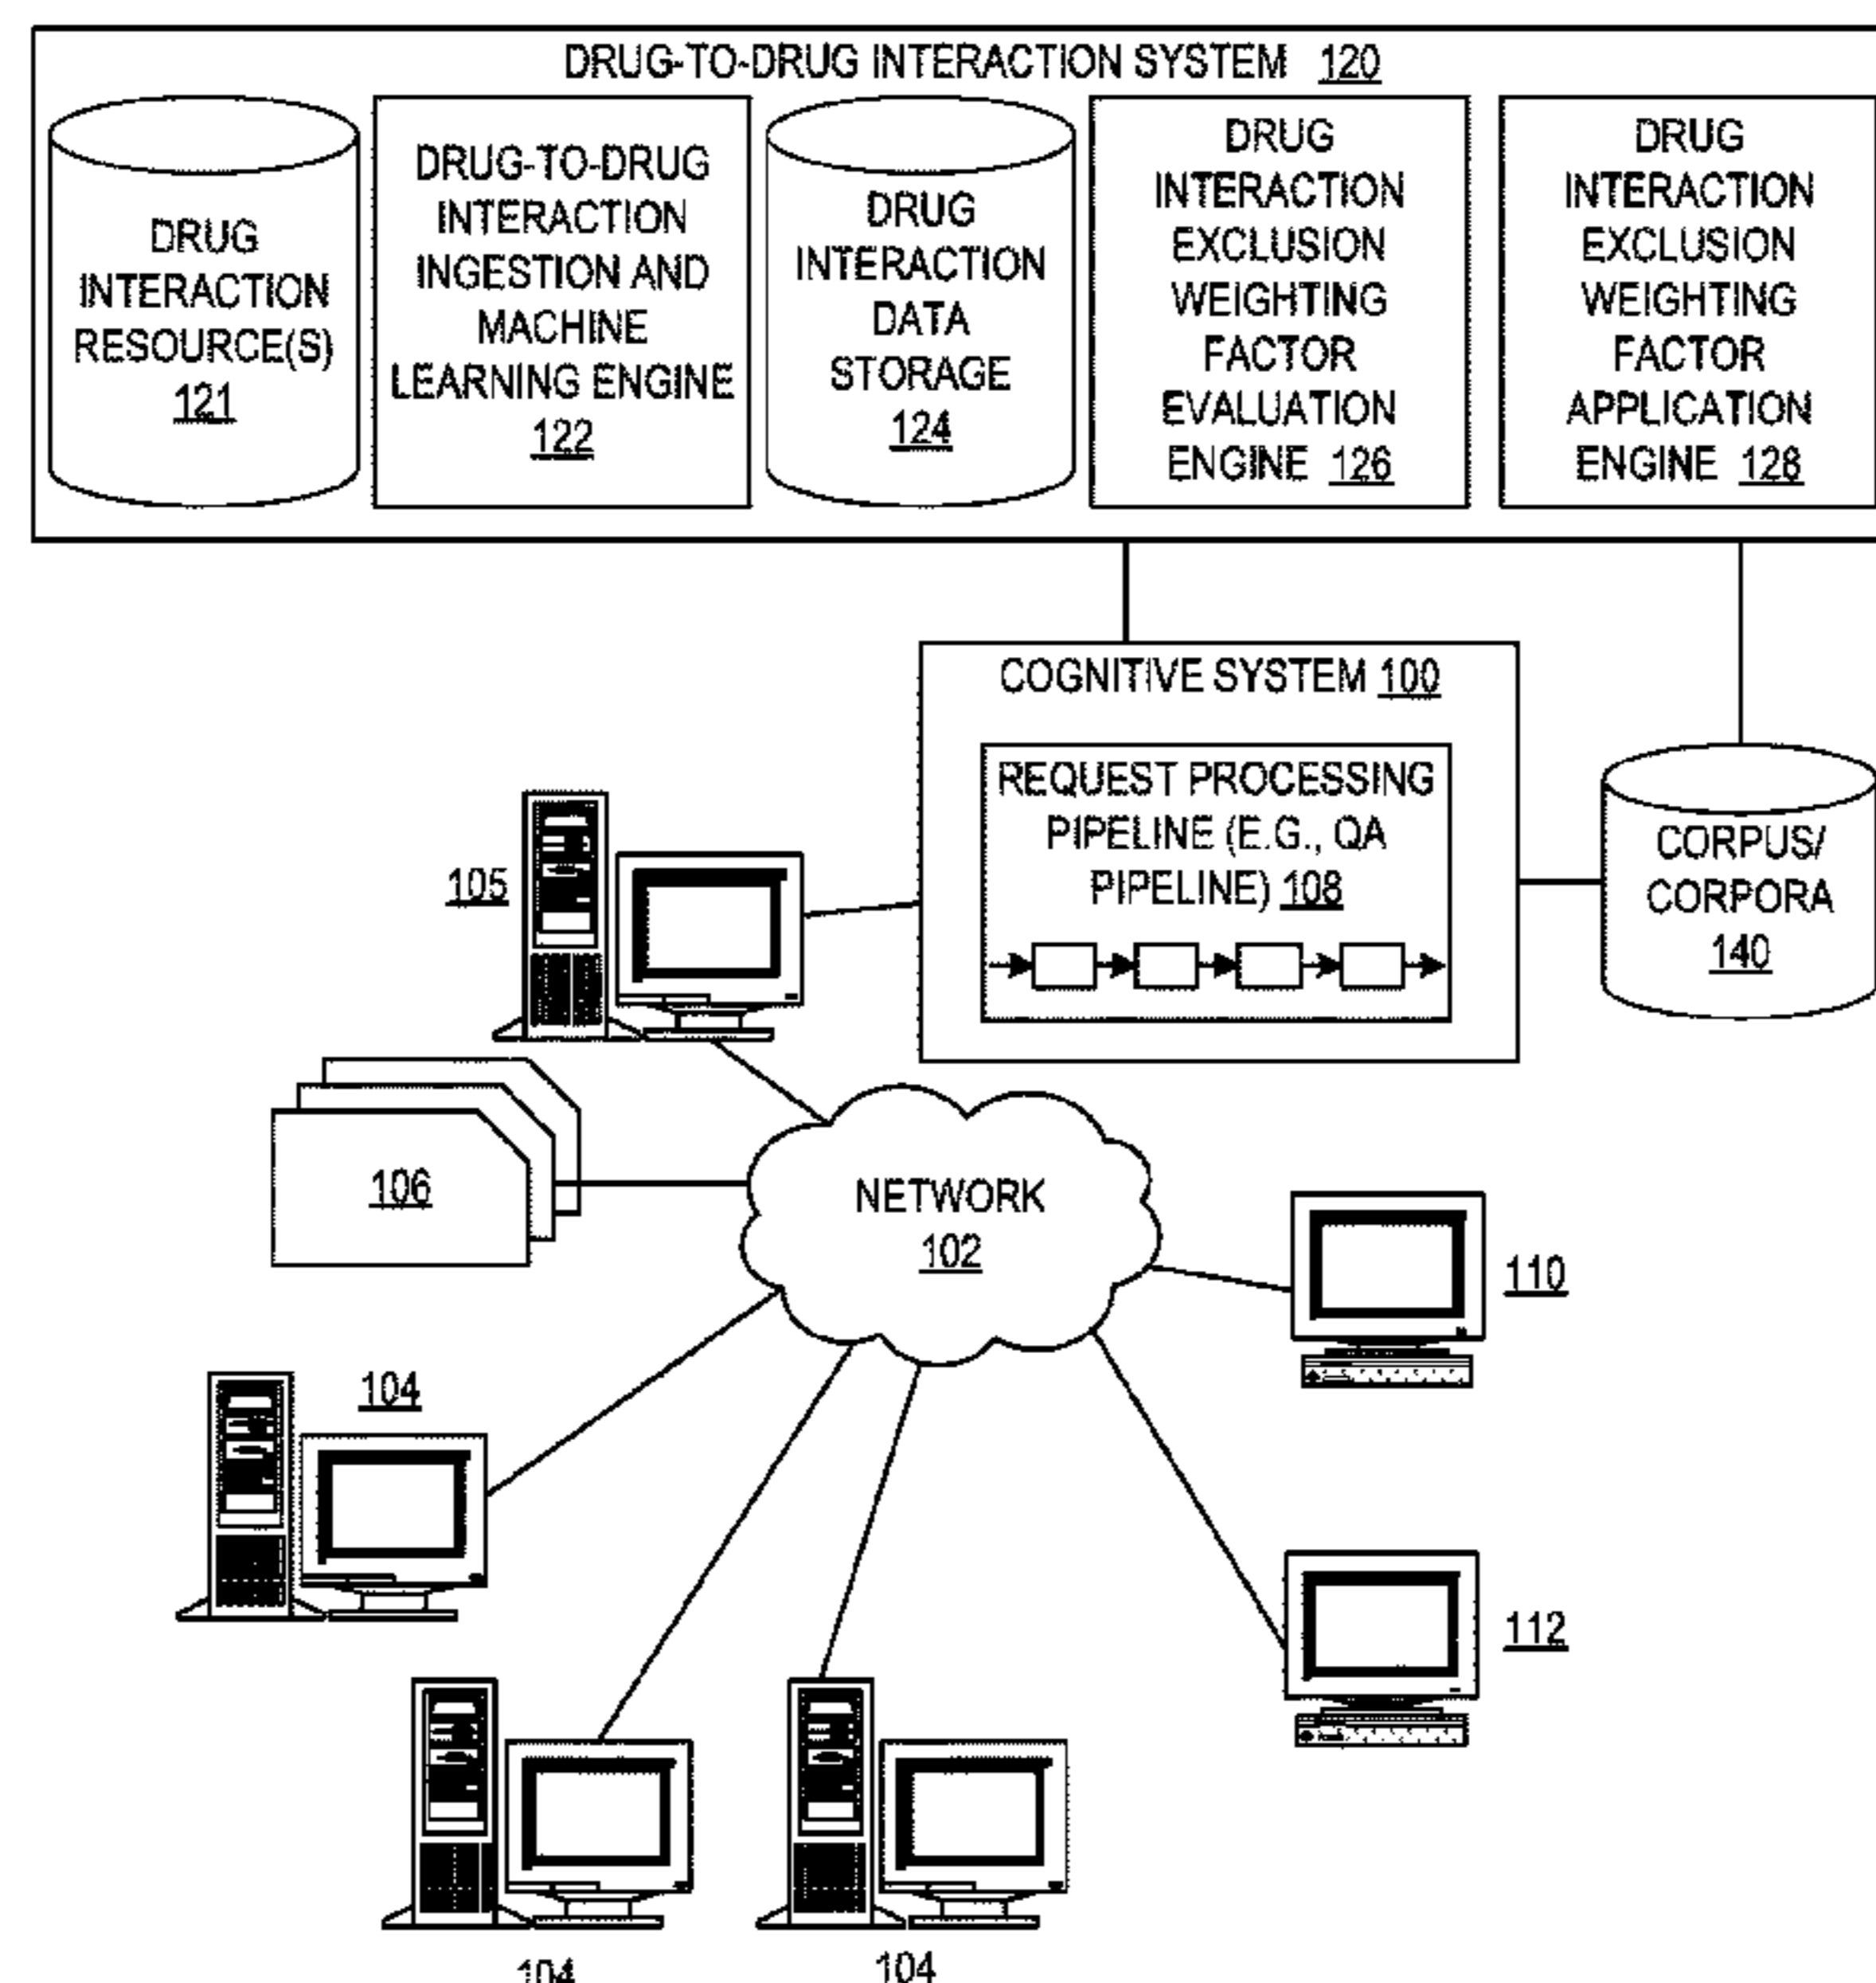 DRUG-TO-DRUG INTERACTION SYSTEM 120
DRUG
INTERACTION
RESOURCE(S)
121
DRUG-TO-DRUG
INTERACTION
INGESTION AND
MACHINE
LEARNING ENGINE
122
DRUG
INTERACTION
DATA
STORAGE
124
DRUG
INTERACTION
EXCLUSION
WEIGHTING
FACTOR
EVALUATION
ENGINE 126
DRUG
INTERACTION
EXCLUSION
WEIGHTING
FACTOR
APPLICATION
ENGINE 128
COGNITIVE SYSTEM 100
REQUEST PROCESSING
PIPELINE (E.G., QA
PIPELINE) 108
CORPUS/
CORPORA
140
105
106
NETWORK
102
110
104
112
104
104